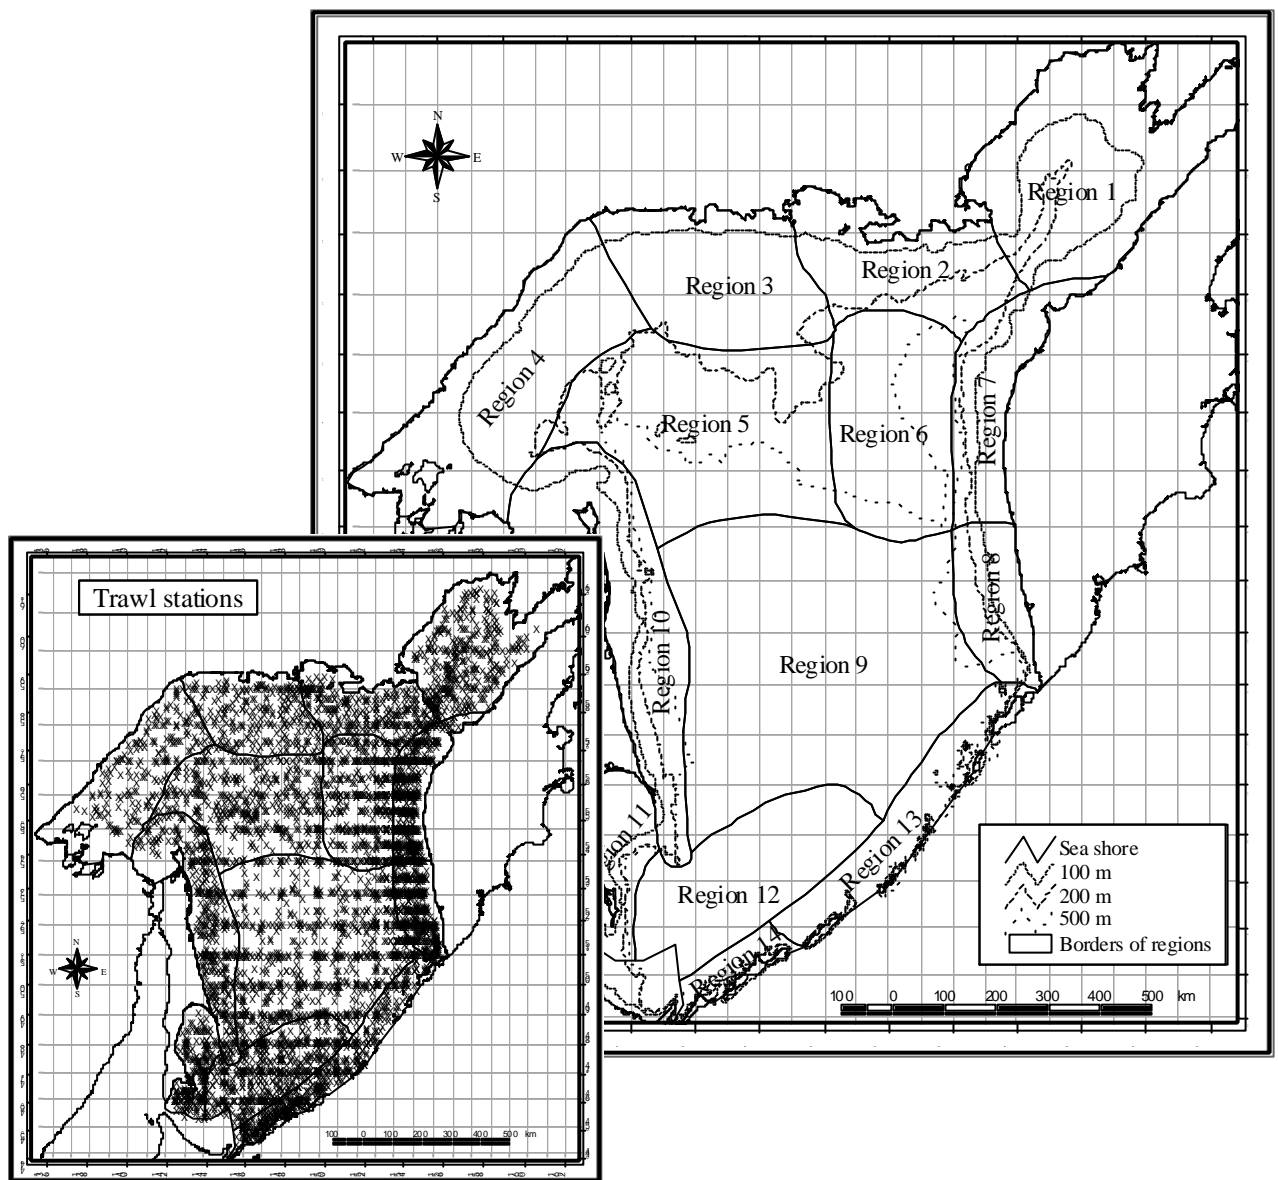 N
W E
S
Region 1
Region 2
Region 3
Region 4
Region 5
Region 6
Region 7
Region 8
Region 9
Region 10
Region 12
Region 13
Region 14
Sea shore
100 m
200 m
500 m
Borders of regions
100 0 100 200 300 400 500 km
Trawl stations
N
W E
S
100 0 100 200 300 400 500 km